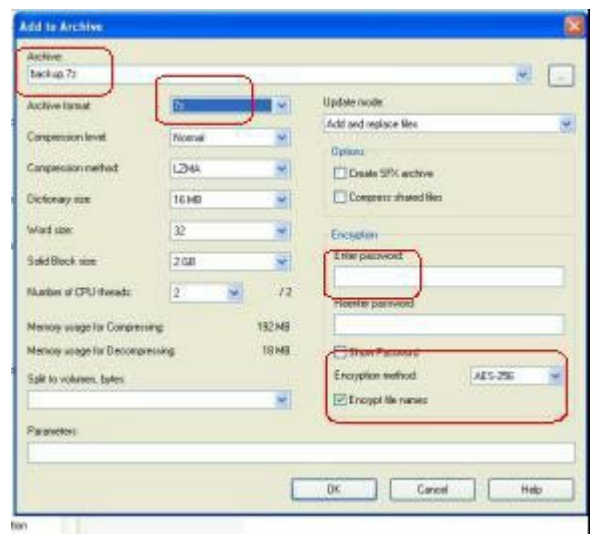 Add to Archive
Archive:
backup.7z
...
Archive format:
7z
Compression level:
Normal
Compression method:
LZMA
Dictionary size:
16 MB
Word size:
32
Solid Block size:
2 GB
Number of CPU threads:
2
/ 2
Memory usage for Compressing:
192 MB
Memory usage for Decompressing:
18 MB
Split to volumes, bytes:
Update mode:
Add and replace files
Options
Create SFX archive
Compress shared files
Encryption
Enter password:
Reenter password:
Show Password
Encryption method:
AES-256
Encrypt file names
Parameters:
OK
Cancel
Help
tion